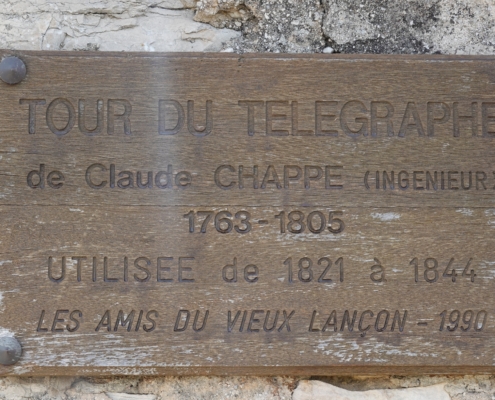 TOUR DU TELEGRAPHE
de Claude CHAPPE (INGENIEUR)
1763-1805
UTILISEE de 1821 à 1844
LES AMIS DU VIEUX LANÇON - 1990